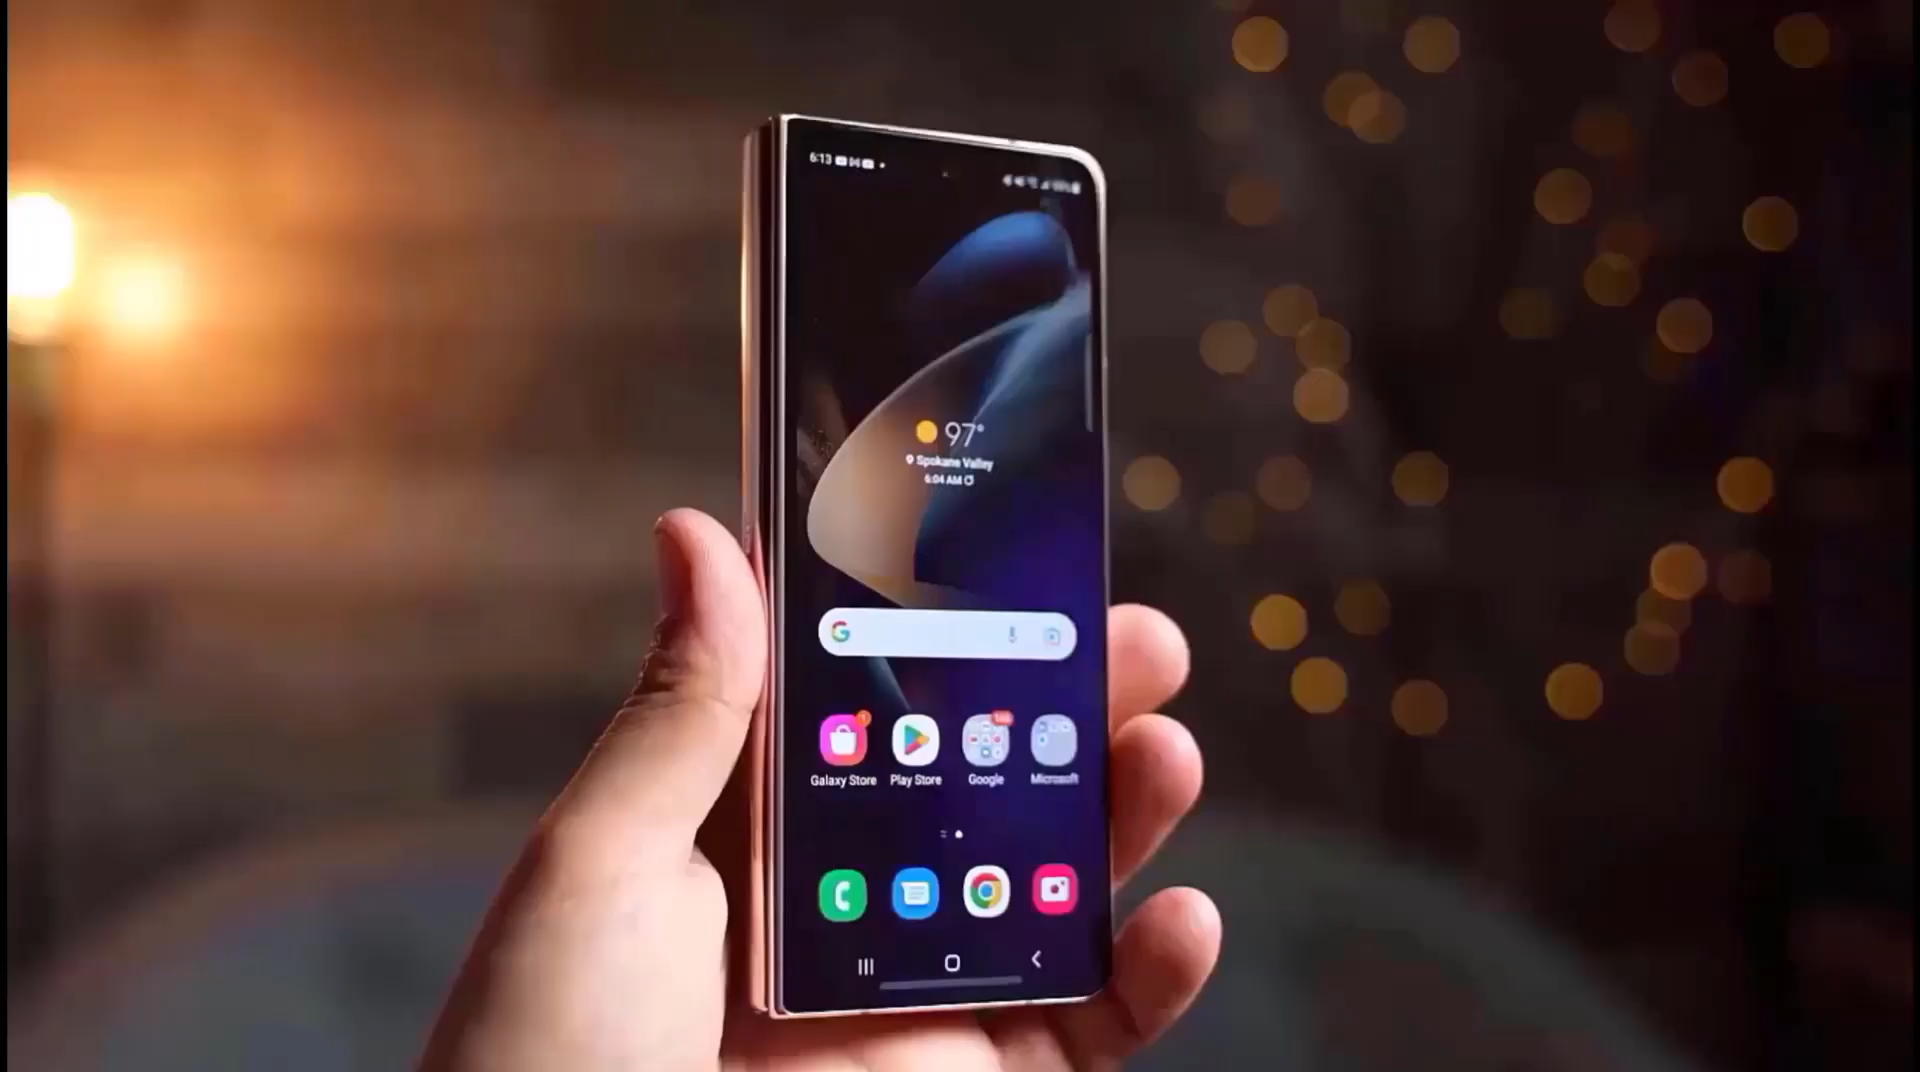 6:13
97°
Spokane Valley
6:04 AM
Galaxy Store
Play Store
Google
Microsoft